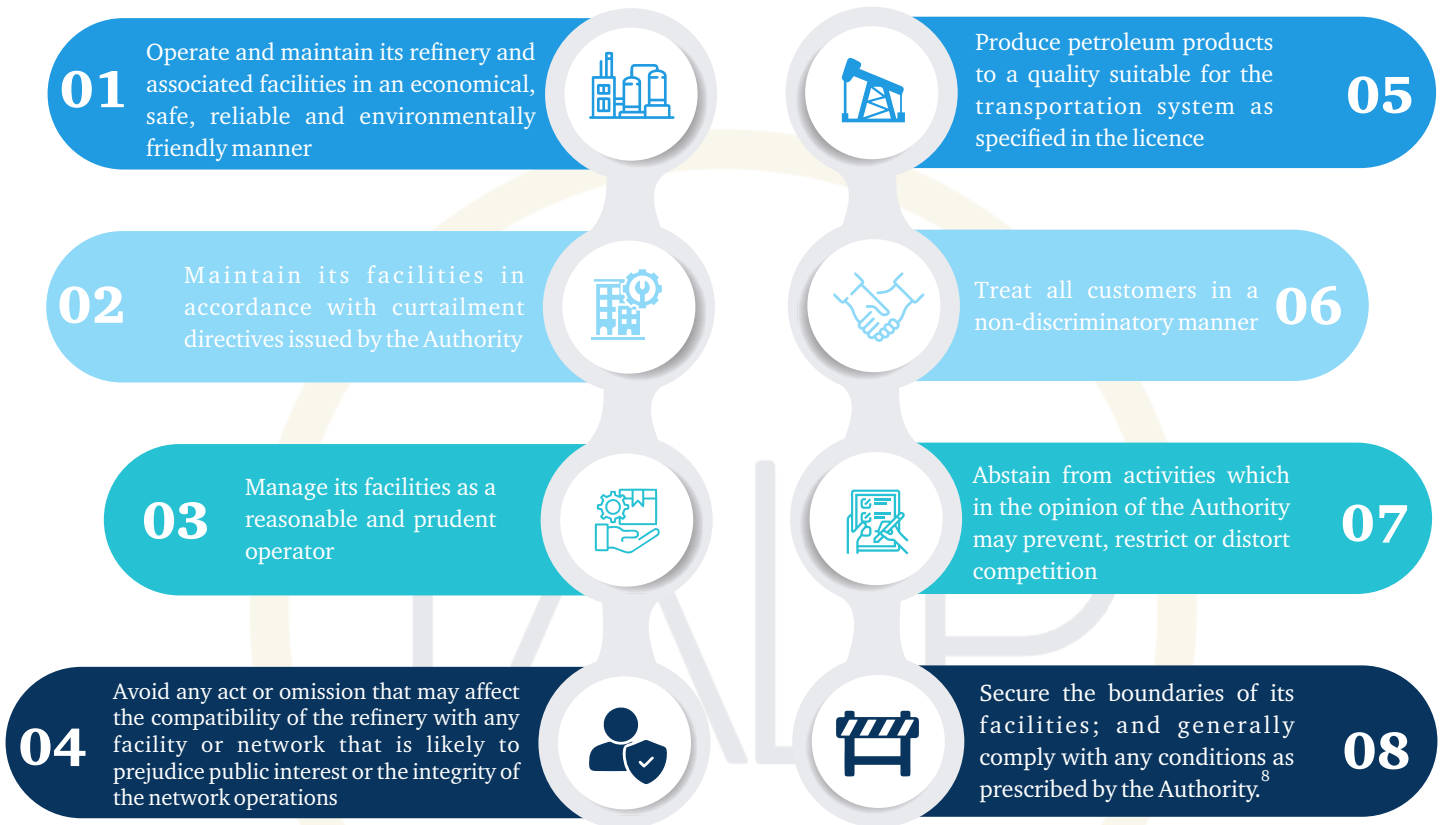 01
Operate and maintain its refinery and
associated facilities in an economical,
safe, reliable and environmentally
friendly manner
02
Maintain its facilities in
accordance with curtailment
directives issued by the Authority
03
Manage its facilities as a
reasonable and prudent
operator
04
Avoid any act or omission that may affect
the compatibility of the refinery with any
facility or network that is likely to
prejudice public interest or the integrity of
the network operations
05
Produce petroleum products
to a quality suitable for the
transportation system as
specified in the licence
06
Treat all customers in a
non-discriminatory manner
07
Abstain from activities which
in the opinion of the Authority
may prevent, restrict or distort
competition
08
Secure the boundaries of its
facilities; and generally
comply with any conditions as
prescribed by the Authority.8